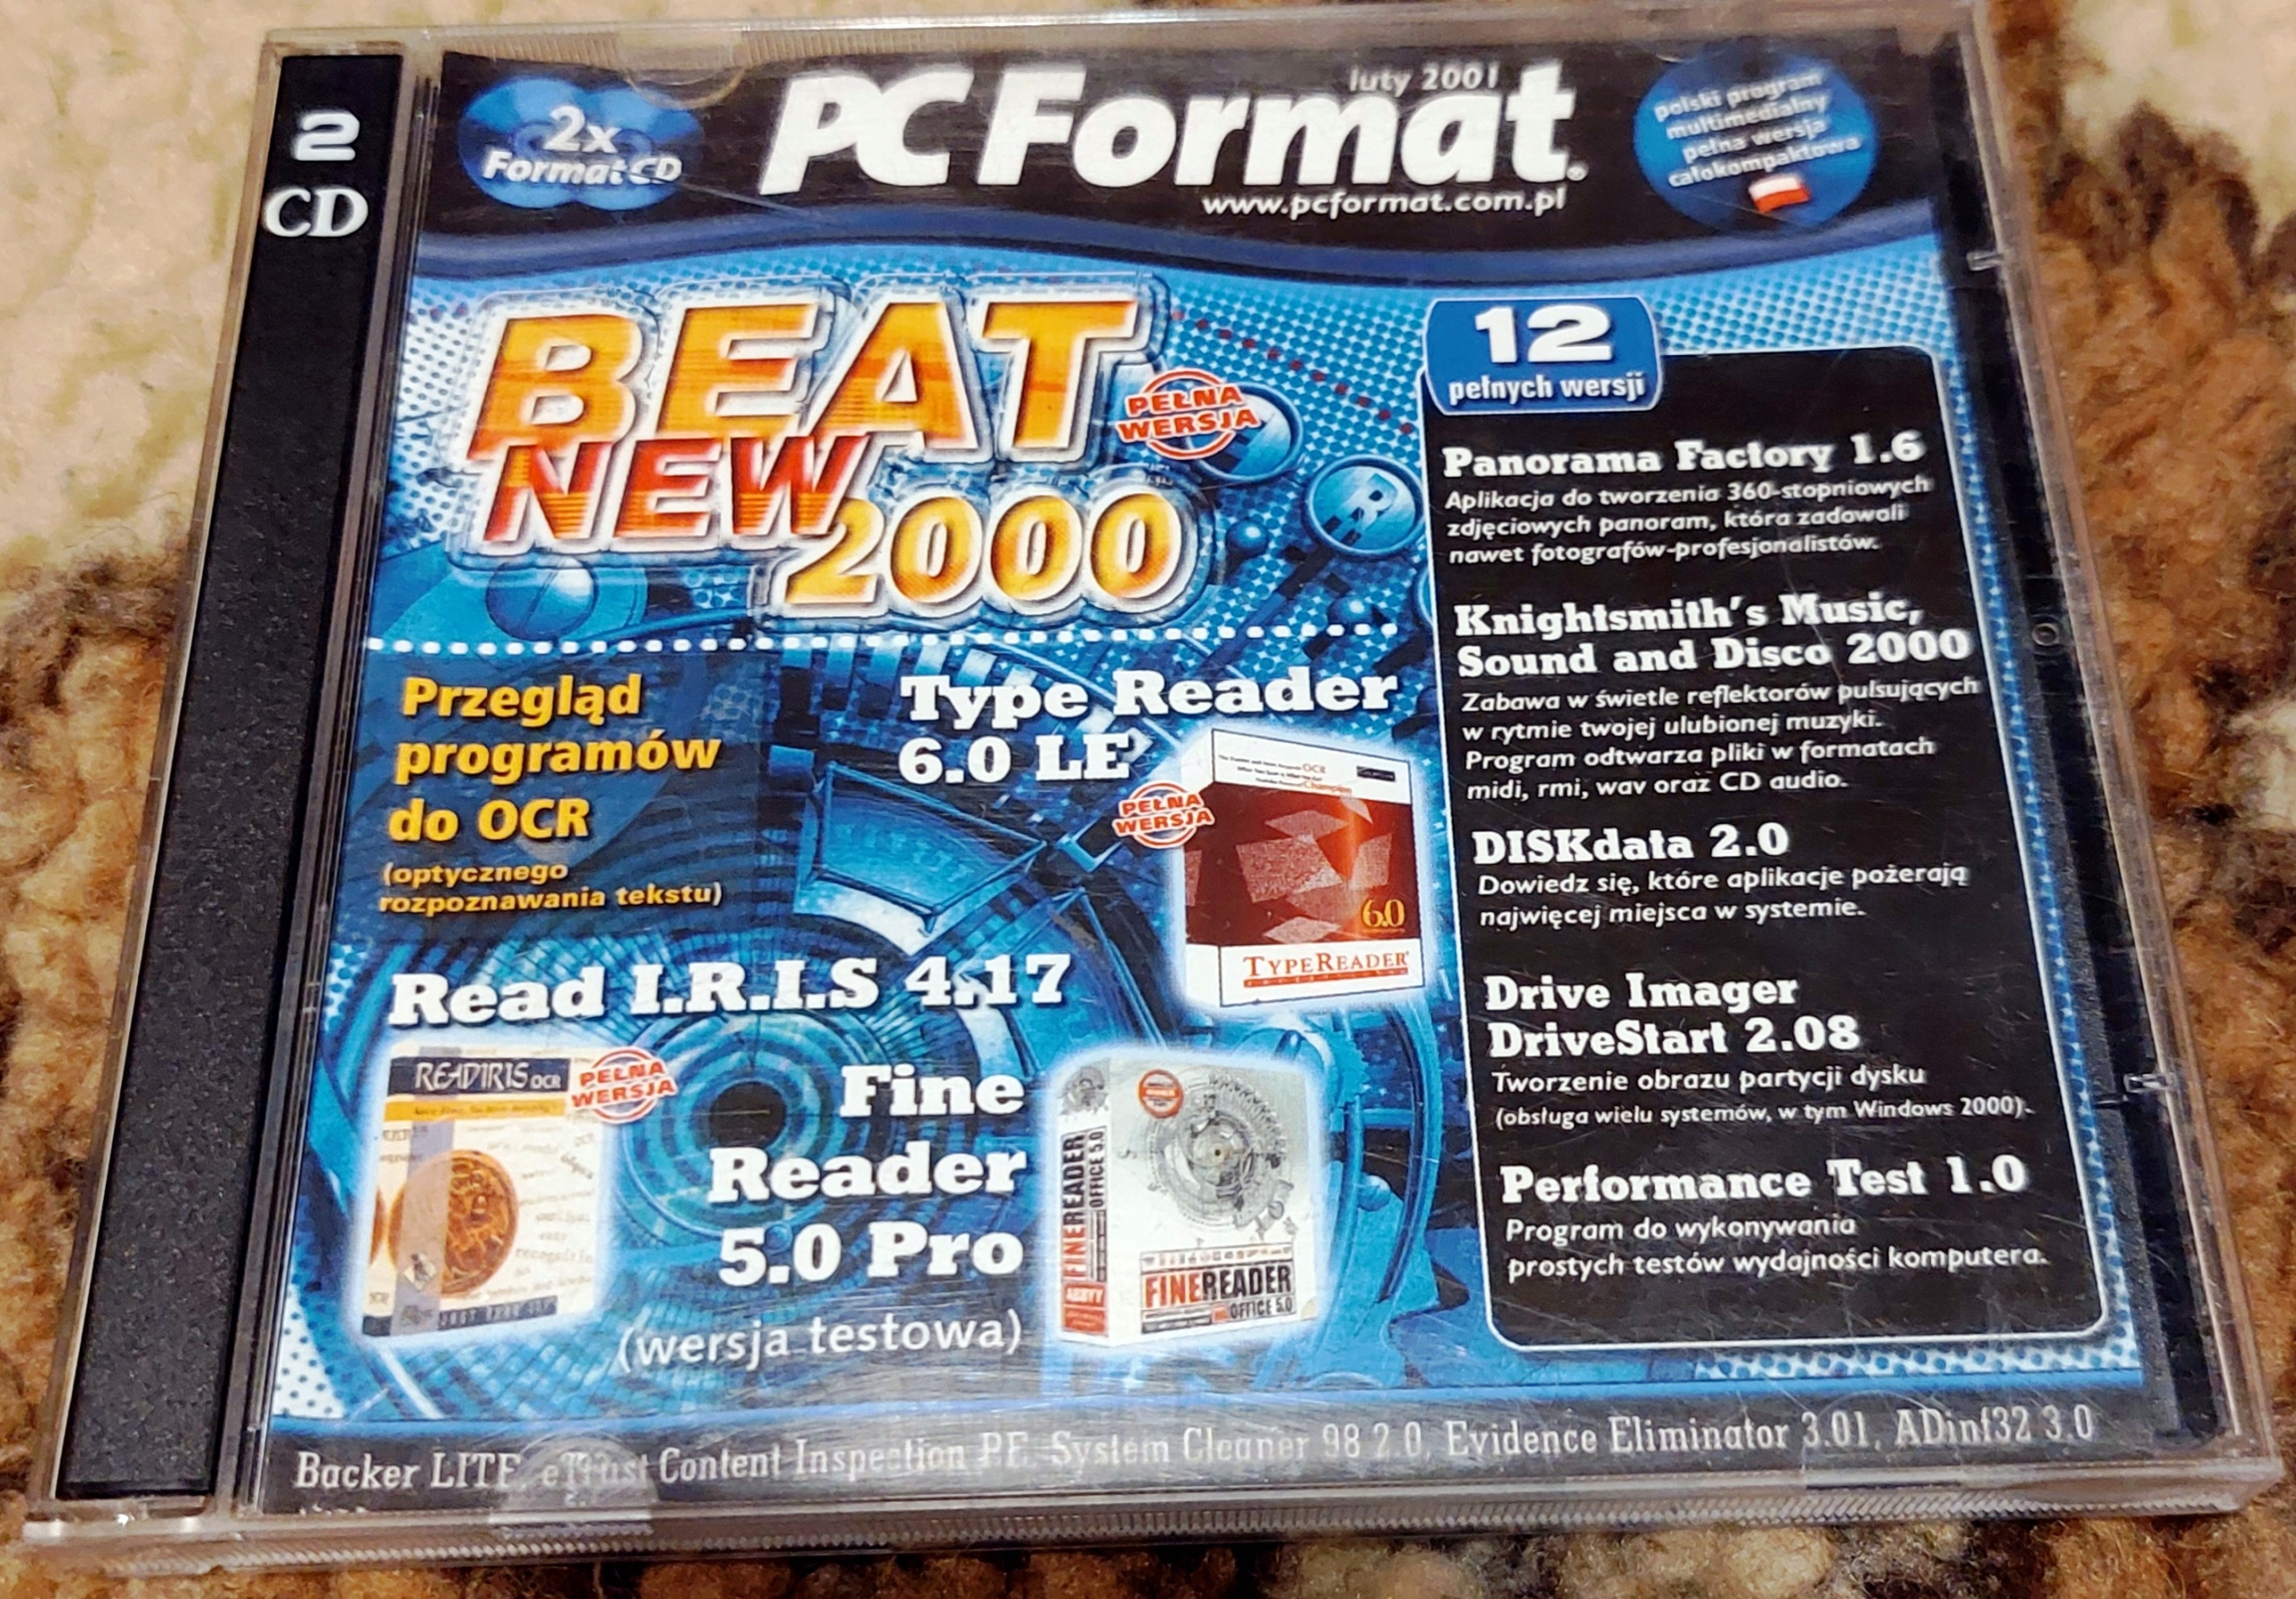 2
CD
2x
Format CD
luty 2001
PC Format
www.pcformat.com.pl
polski program
multimedialny
pełna wersja
całokompaktowa
BEAT
NEW
2000
PEŁNA
WERSJA
Przegląd
programów
do OCR
(optycznego
rozpoznawania tekstu)
Type Reader
6.0 LE
PEŁNA
WERSJA
OCR
Champion
6.0
TYPEREADER
Read I.R.I.S 4.17
READIRIS OCR
PEŁNA
WERSJA
Fine
Reader
5.0 Pro
(wersja testowa)
FINEREADER
OFFICE 5.0
ABBYY
FINEREADER
OFFICE 5.0
12
pełnych wersji
Panorama Factory 1.6
Aplikacja do tworzenia 360-stopniowych
zdjęciowych panoram, która zadowoli
nawet fotografów-profesjonalistów.
Knightsmith's Music,
Sound and Disco 2000
Zabawa w świetle reflektorów pulsujących
w rytmie twojej ulubionej muzyki.
Program odtwarza pliki w formatach
midi, rmi, wav oraz CD audio.
DISKdata 2.0
Dowiedz się, które aplikacje pożerają
najwięcej miejsca w systemie.
Drive Imager
DriveStart 2.08
Tworzenie obrazu partycji dysku
(obsługa wielu systemów, w tym Windows 2000).
Performance Test 1.0
Program do wykonywania
prostych testów wydajności komputera.
Backer LITE, eTrust Content Inspection P.E. System Cleaner 98 2.0, Evidence Eliminator 3.01, ADinf32 3.0